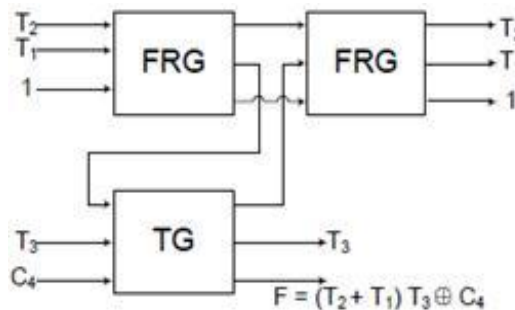 T₂
T₁
1
FRG
FRG
T
T
1
T₃
C₄
TG
T₃
F = (T₂ + T₁) T₃ ⊕ C₄